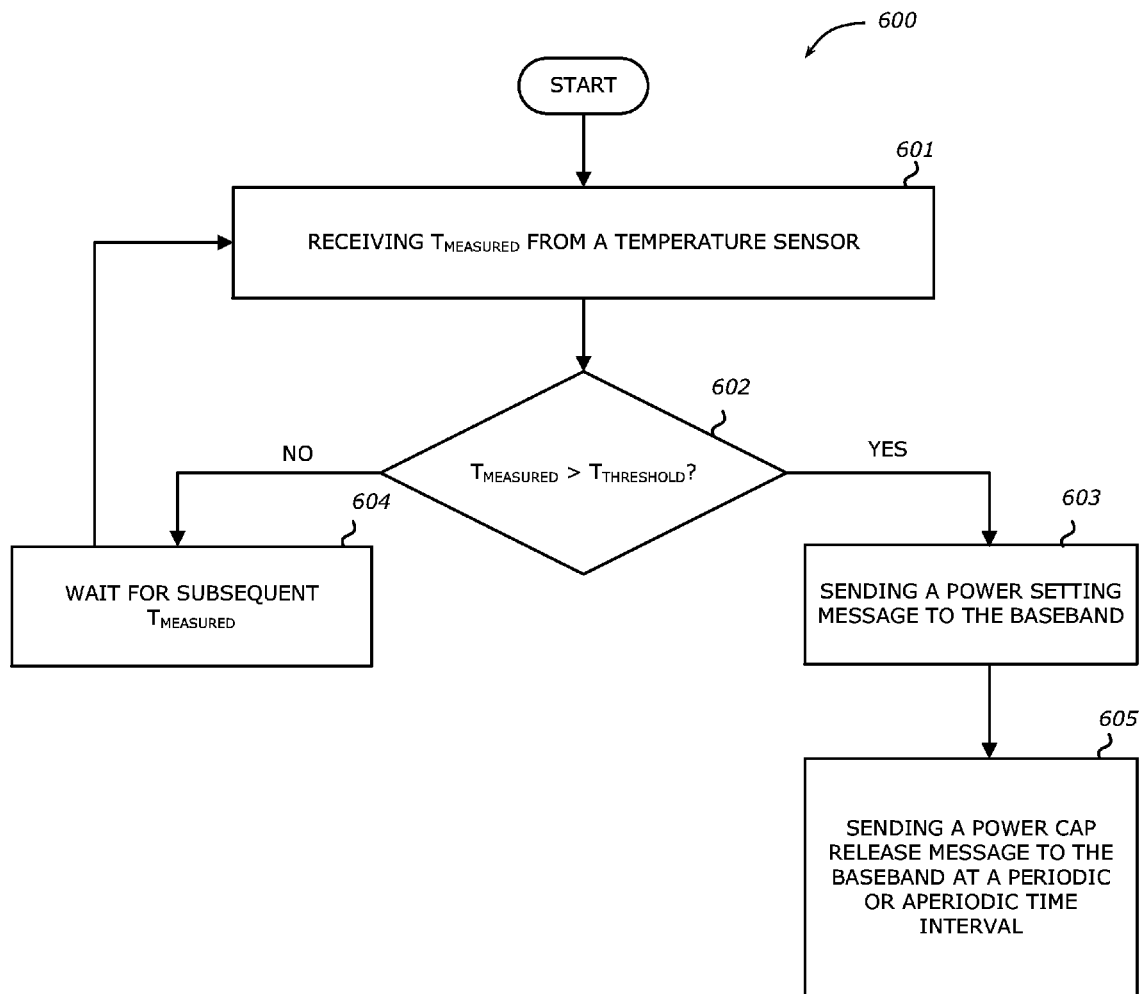 600
START
601
RECEIVING TMEASURED FROM A TEMPERATURE SENSOR
602
TMEASURED > TTHRESHOLD?
NO
YES
604
WAIT FOR SUBSEQUENT
TMEASURED
603
SENDING A POWER SETTING
MESSAGE TO THE BASEBAND
605
SENDING A POWER CAP
RELEASE MESSAGE TO THE
BASEBAND AT A PERIODIC
OR APERIODIC TIME
INTERVAL